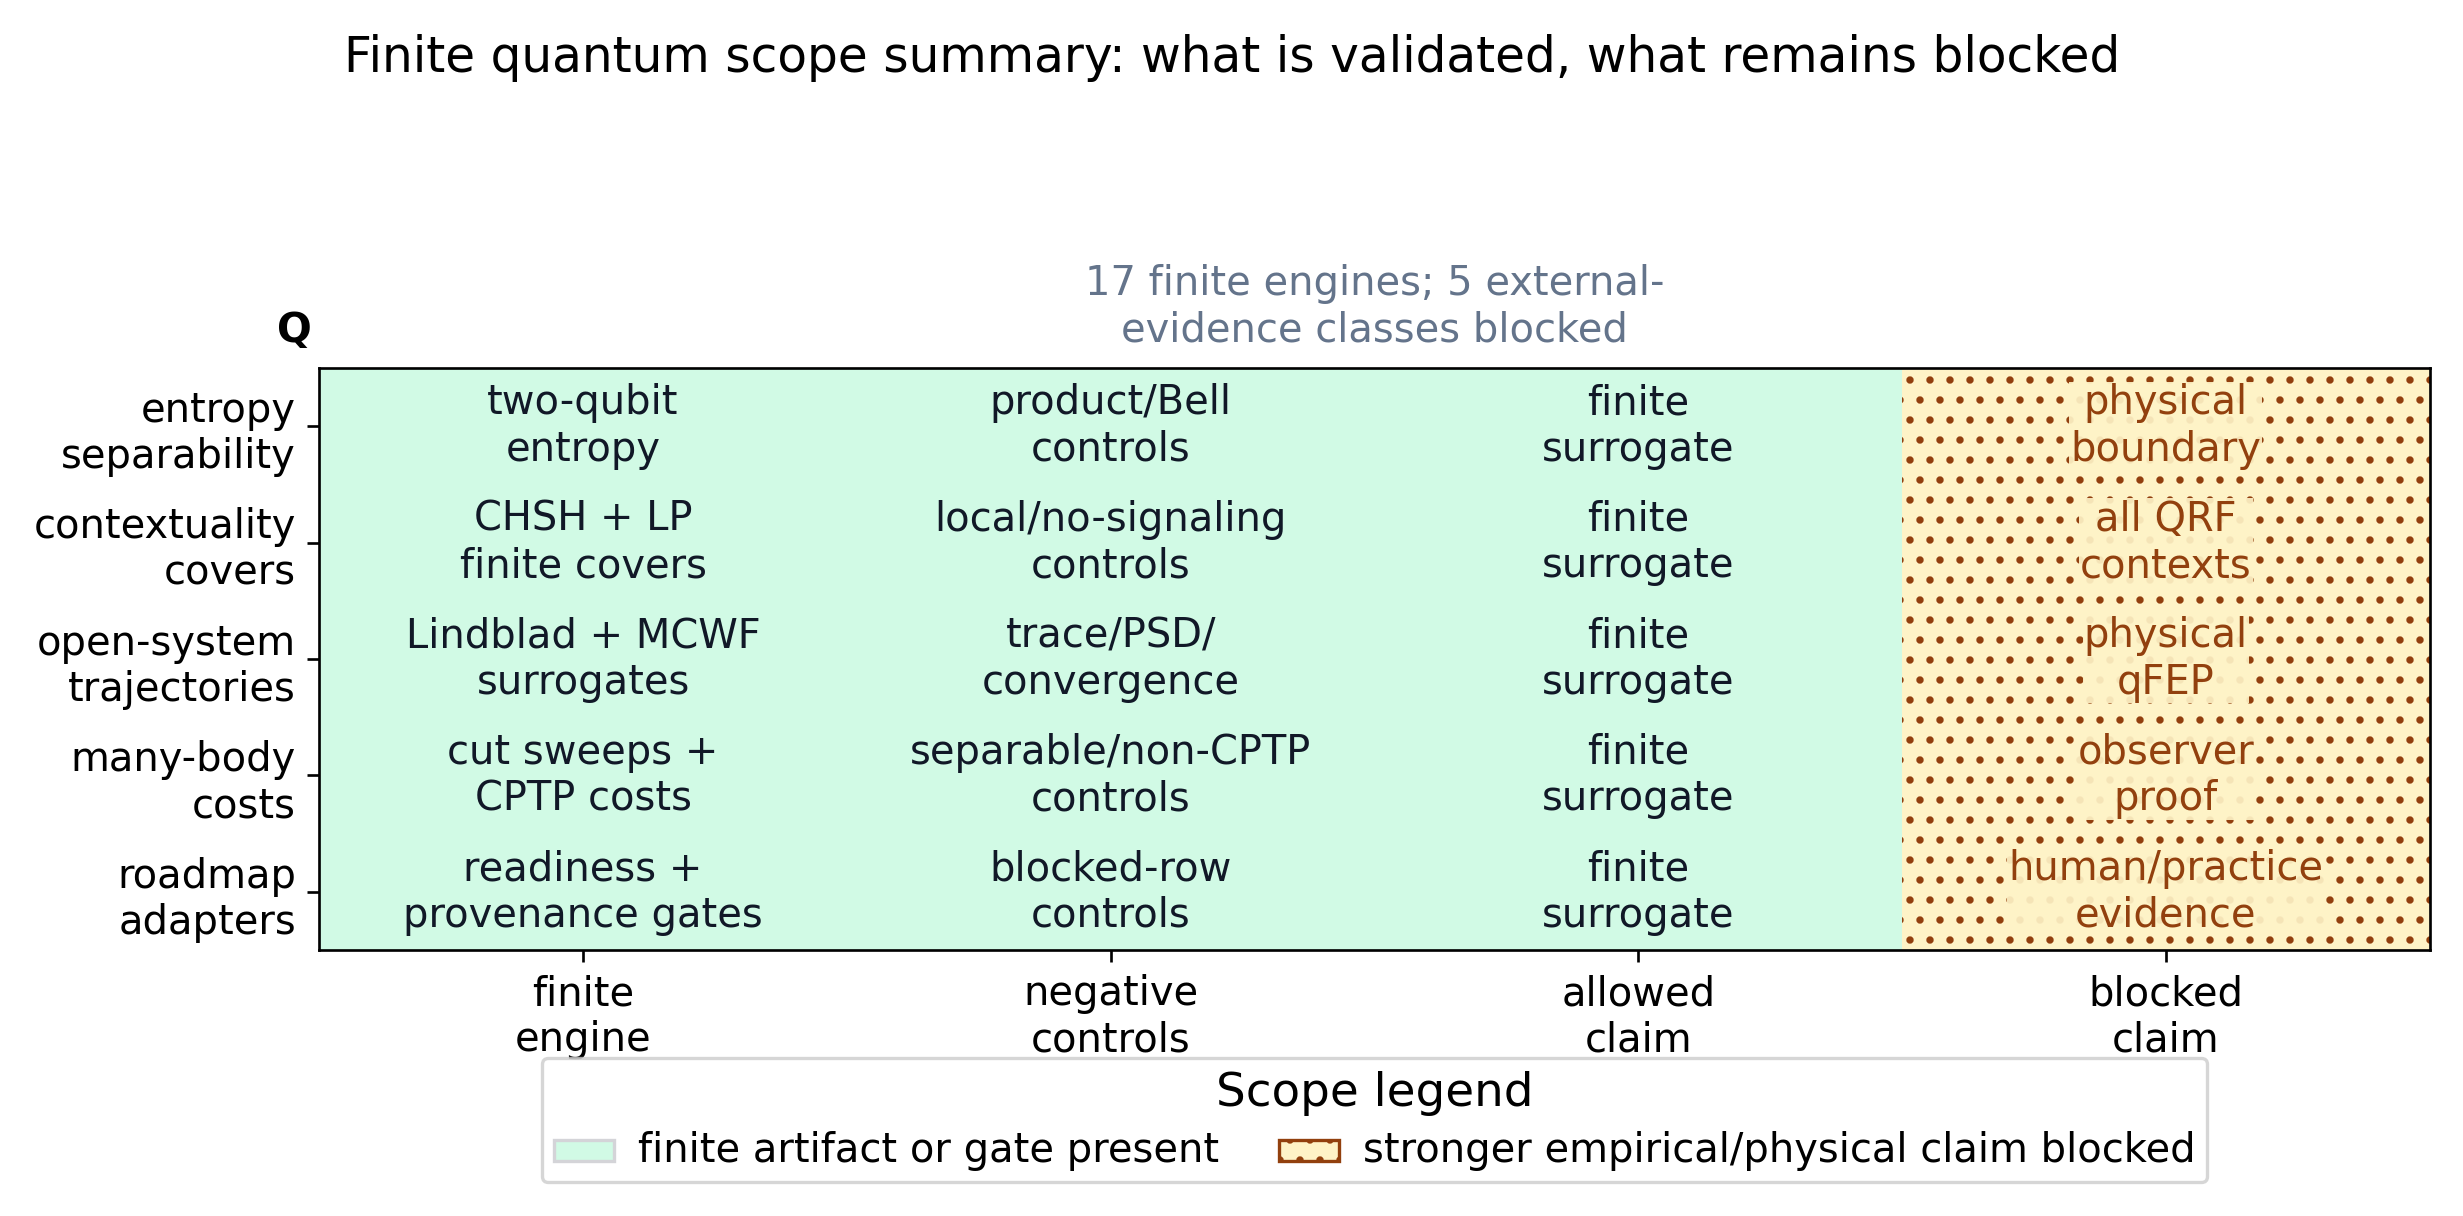 Finite quantum scope summary: what is validated, what remains blocked
17 finite engines; 5 external-
evidence classes blocked
Q
entropy
separability
two-qubit
entropy
product/Bell
controls
finite
surrogate
physical
boundary
contextuality
covers
CHSH + LP
finite covers
local/no-signaling
controls
finite
surrogate
all QRF
contexts
open-system
trajectories
Lindblad + MCWF
surrogates
trace/PSD/
convergence
finite
surrogate
physical
qFEP
many-body
costs
cut sweeps +
CPTP costs
separable/non-CPTP
controls
finite
surrogate
observer
proof
roadmap
adapters
readiness +
provenance gates
blocked-row
controls
finite
surrogate
human/practice
evidence
finite
engine
negative
controls
allowed
claim
blocked
claim
Scope legend
finite artifact or gate present
stronger empirical/physical claim blocked